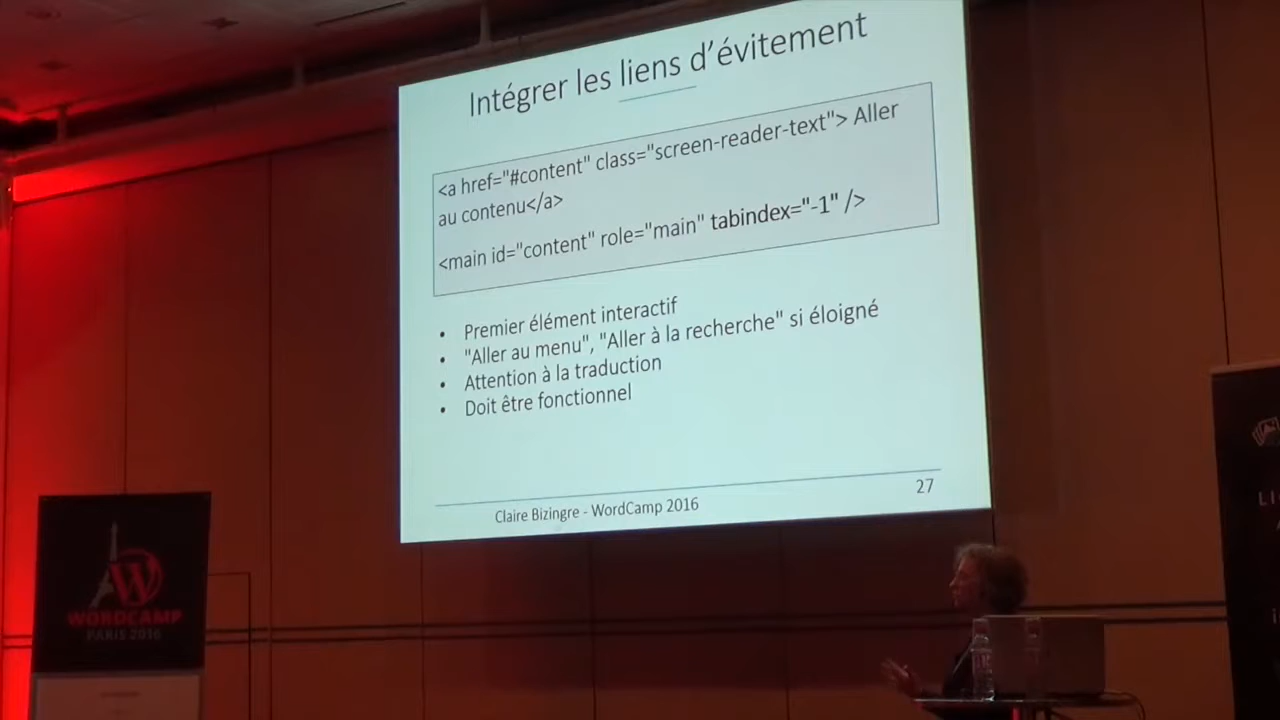 Intégrer les liens d'évitement
<a href="#content" class="screen-reader-text"> Aller
au contenu</a>
<main id="content" role="main" tabindex="-1" />
• Premier élément interactif
• "Aller au menu", "Aller à la recherche" si éloigné
• Attention à la traduction
• Doit être fonctionnel
Claire Bizingre - WordCamp 2016
27
WORDCAMP
PARIS 2016